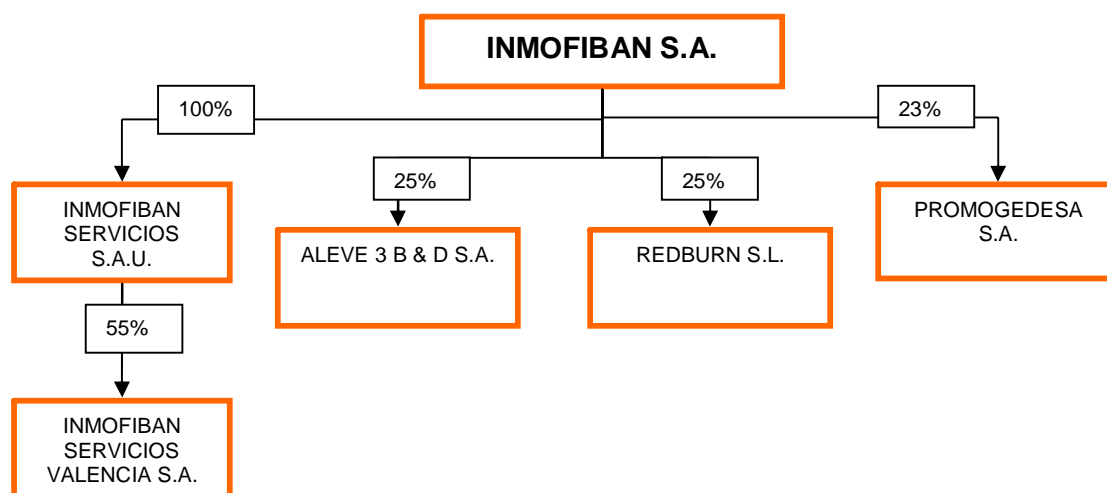 INMOFIBAN S.A.
100%
23%
25%
25%
INMOFIBAN
SERVICIOS
S.A.U.
ALEVE 3 B & D S.A.
REDBURN S.L.
PROMOGEDESA
S.A.
55%
INMOFIBAN
SERVICIOS
VALENCIA S.A.